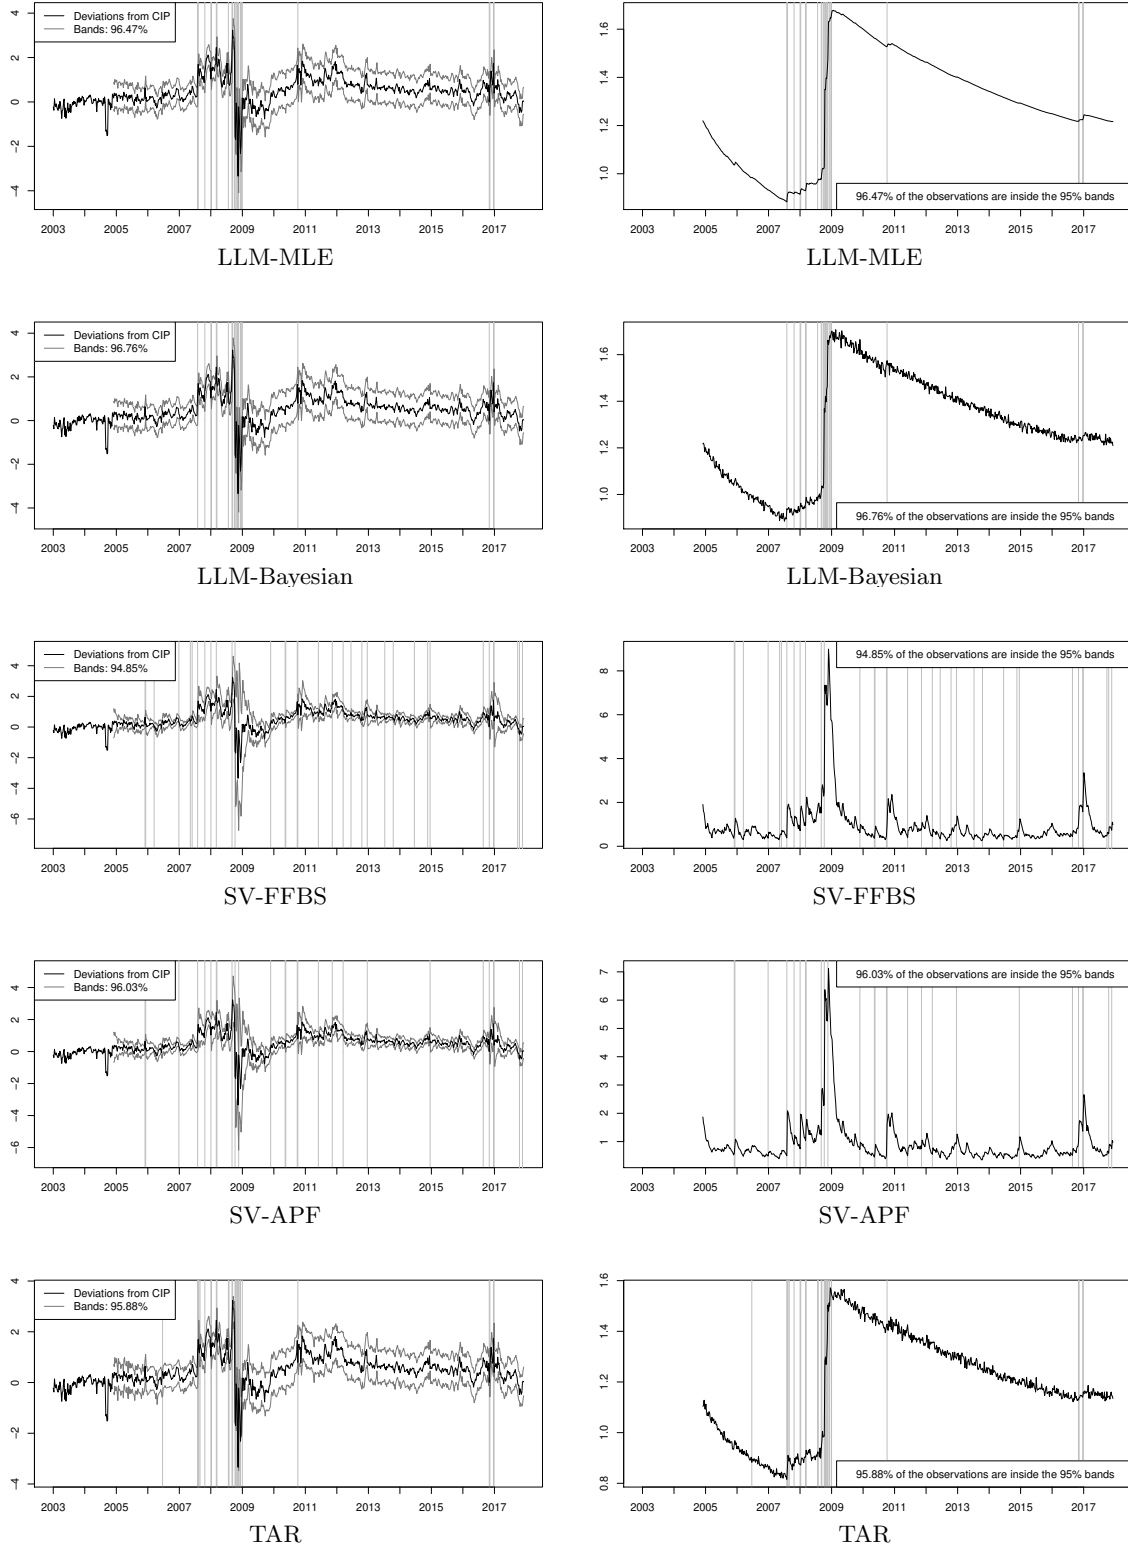 Deviations from CIP
Bands: 96.47%
4
2
0
−2
−4
2003 2005 2007 2009 2011 2013 2015 2017
LLM-MLE
1.6
1.4
1.2
1.0
96.47% of the observations are inside the 95% bands
2003 2005 2007 2009 2011 2013 2015 2017
LLM-MLE
Deviations from CIP
Bands: 96.76%
4
2
0
−2
−4
2003 2005 2007 2009 2011 2013 2015 2017
LLM-Bayesian
1.6
1.4
1.2
1.0
96.76% of the observations are inside the 95% bands
2003 2005 2007 2009 2011 2013 2015 2017
LLM-Bayesian
Deviations from CIP
Bands: 94.85%
4
2
0
−2
−4
−6
2003 2005 2007 2009 2011 2013 2015 2017
SV-FFBS
94.85% of the observations are inside the 95% bands
8
6
4
2
0
2003 2005 2007 2009 2011 2013 2015 2017
SV-FFBS
Deviations from CIP
Bands: 96.03%
4
2
0
−2
−4
−6
2003 2005 2007 2009 2011 2013 2015 2017
SV-APF
96.03% of the observations are inside the 95% bands
7
6
5
4
3
2
1
2003 2005 2007 2009 2011 2013 2015 2017
SV-APF
Deviations from CIP
Bands: 95.88%
4
2
0
−2
−4
2003 2005 2007 2009 2011 2013 2015 2017
TAR
1.6
1.4
1.2
1.0
0.8
95.88% of the observations are inside the 95% bands
2003 2005 2007 2009 2011 2013 2015 2017
TAR